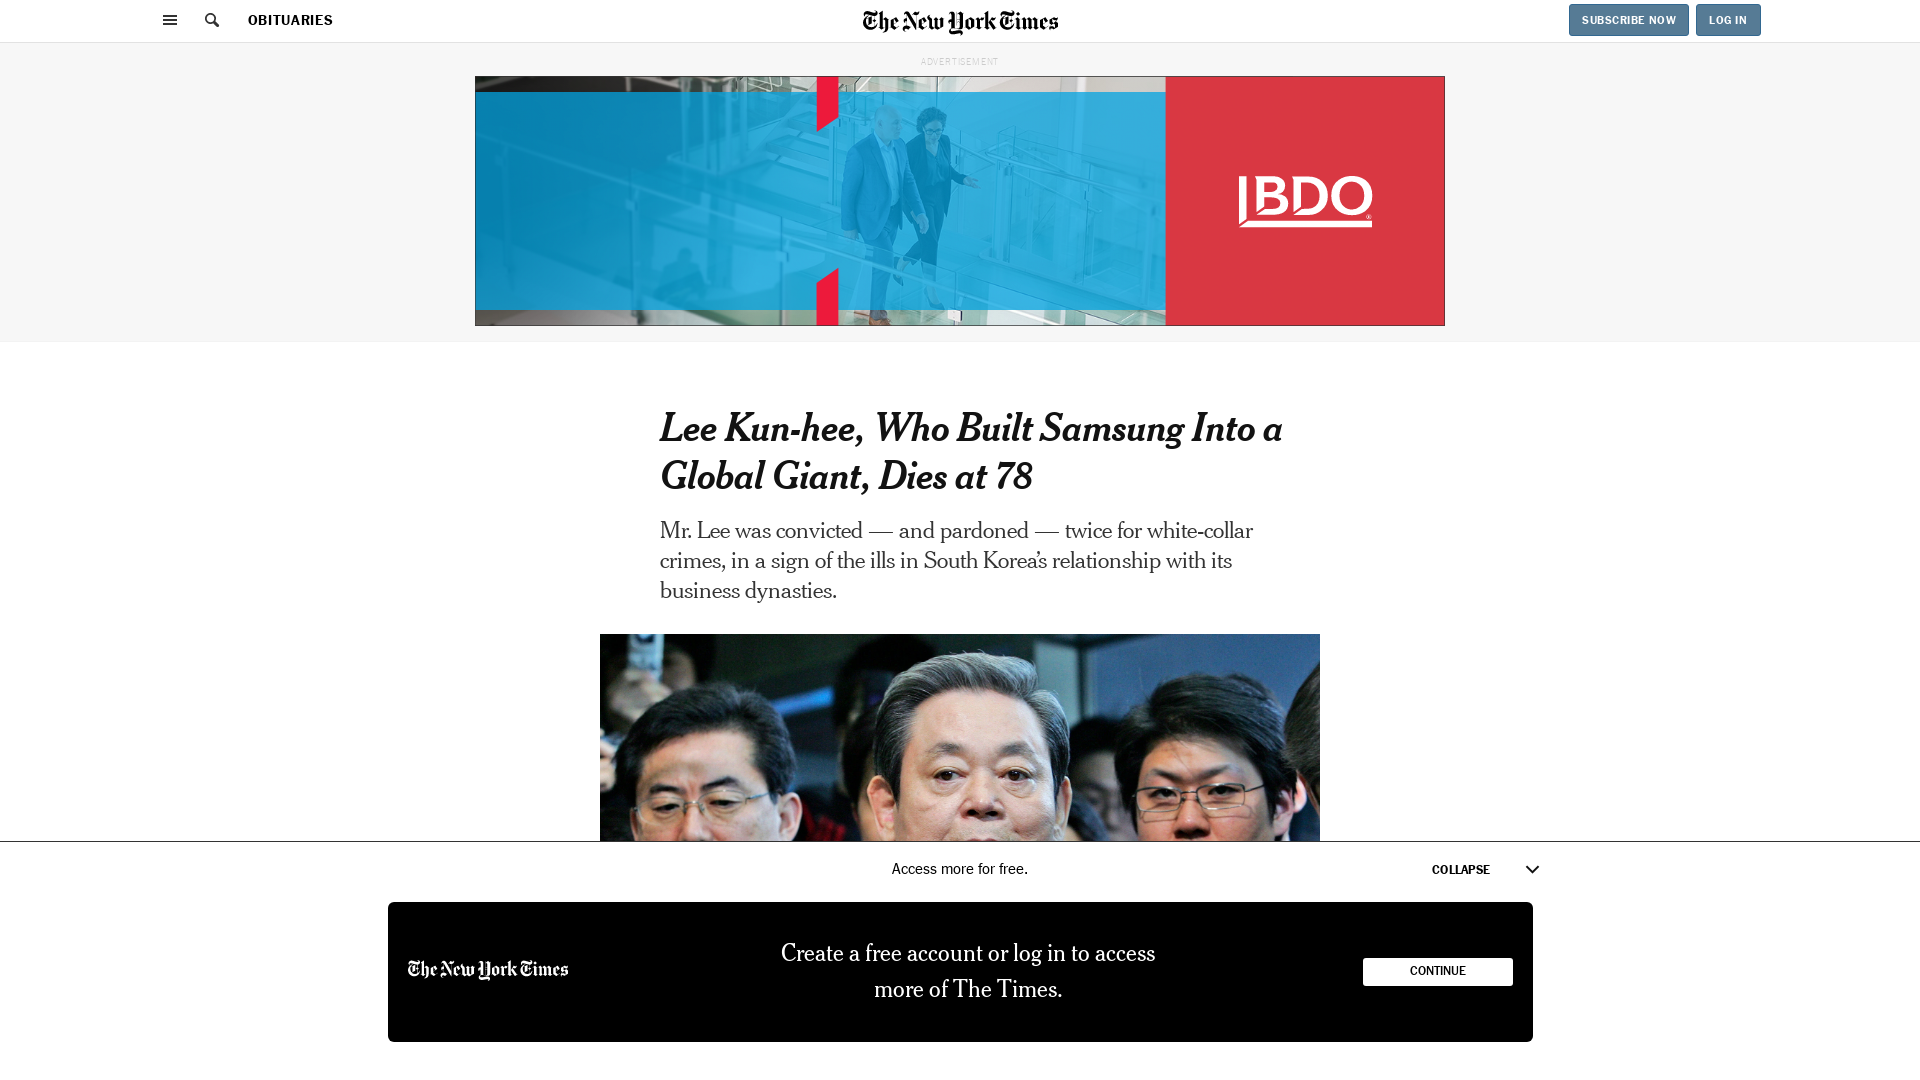 OBITUARIES
The New York Times
SUBSCRIBE NOW
LOG IN
ADVERTISEMENT
BDO
Lee Kun-hee, Who Built Samsung Into a
Global Giant, Dies at 78
Mr. Lee was convicted — and pardoned — twice for white-collar
crimes, in a sign of the ills in South Korea’s relationship with its
business dynasties.
Access more for free.
COLLAPSE
The New York Times
Create a free account or log in to access
more of The Times.
CONTINUE